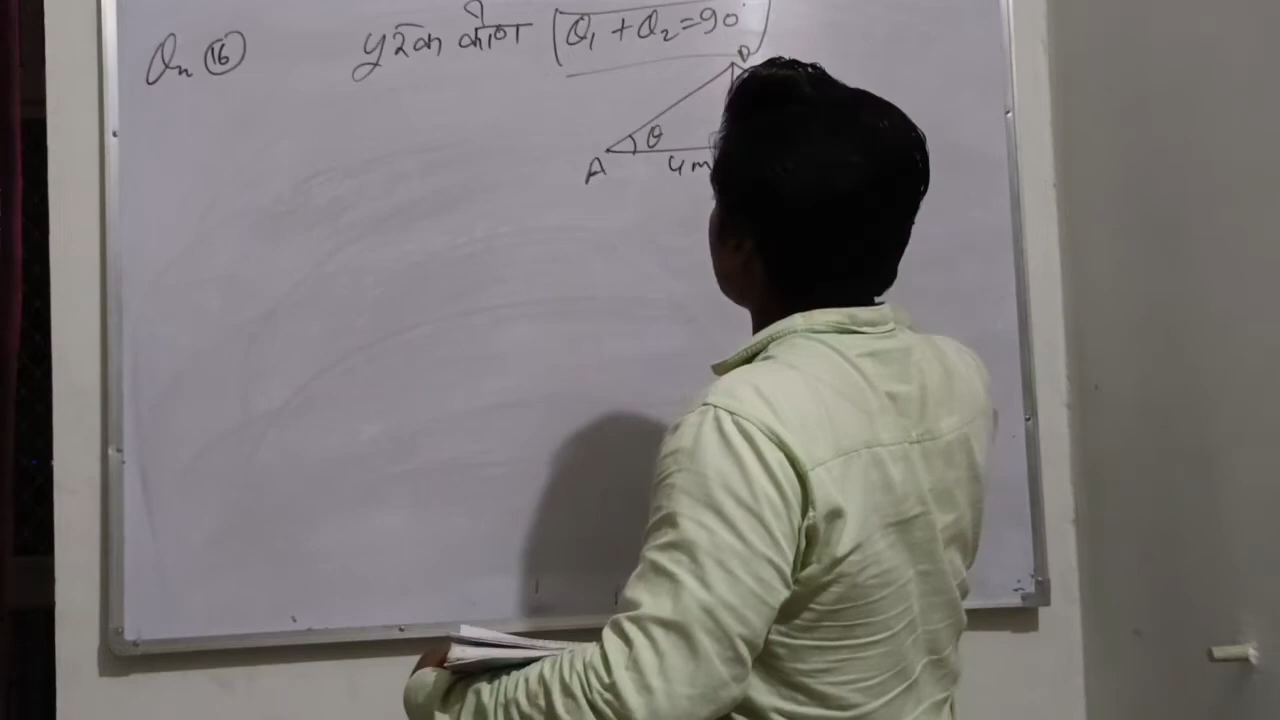 Qn 16
पूरक कोण (θ₁ + θ₂ = 90°)
D
θ
A
4m